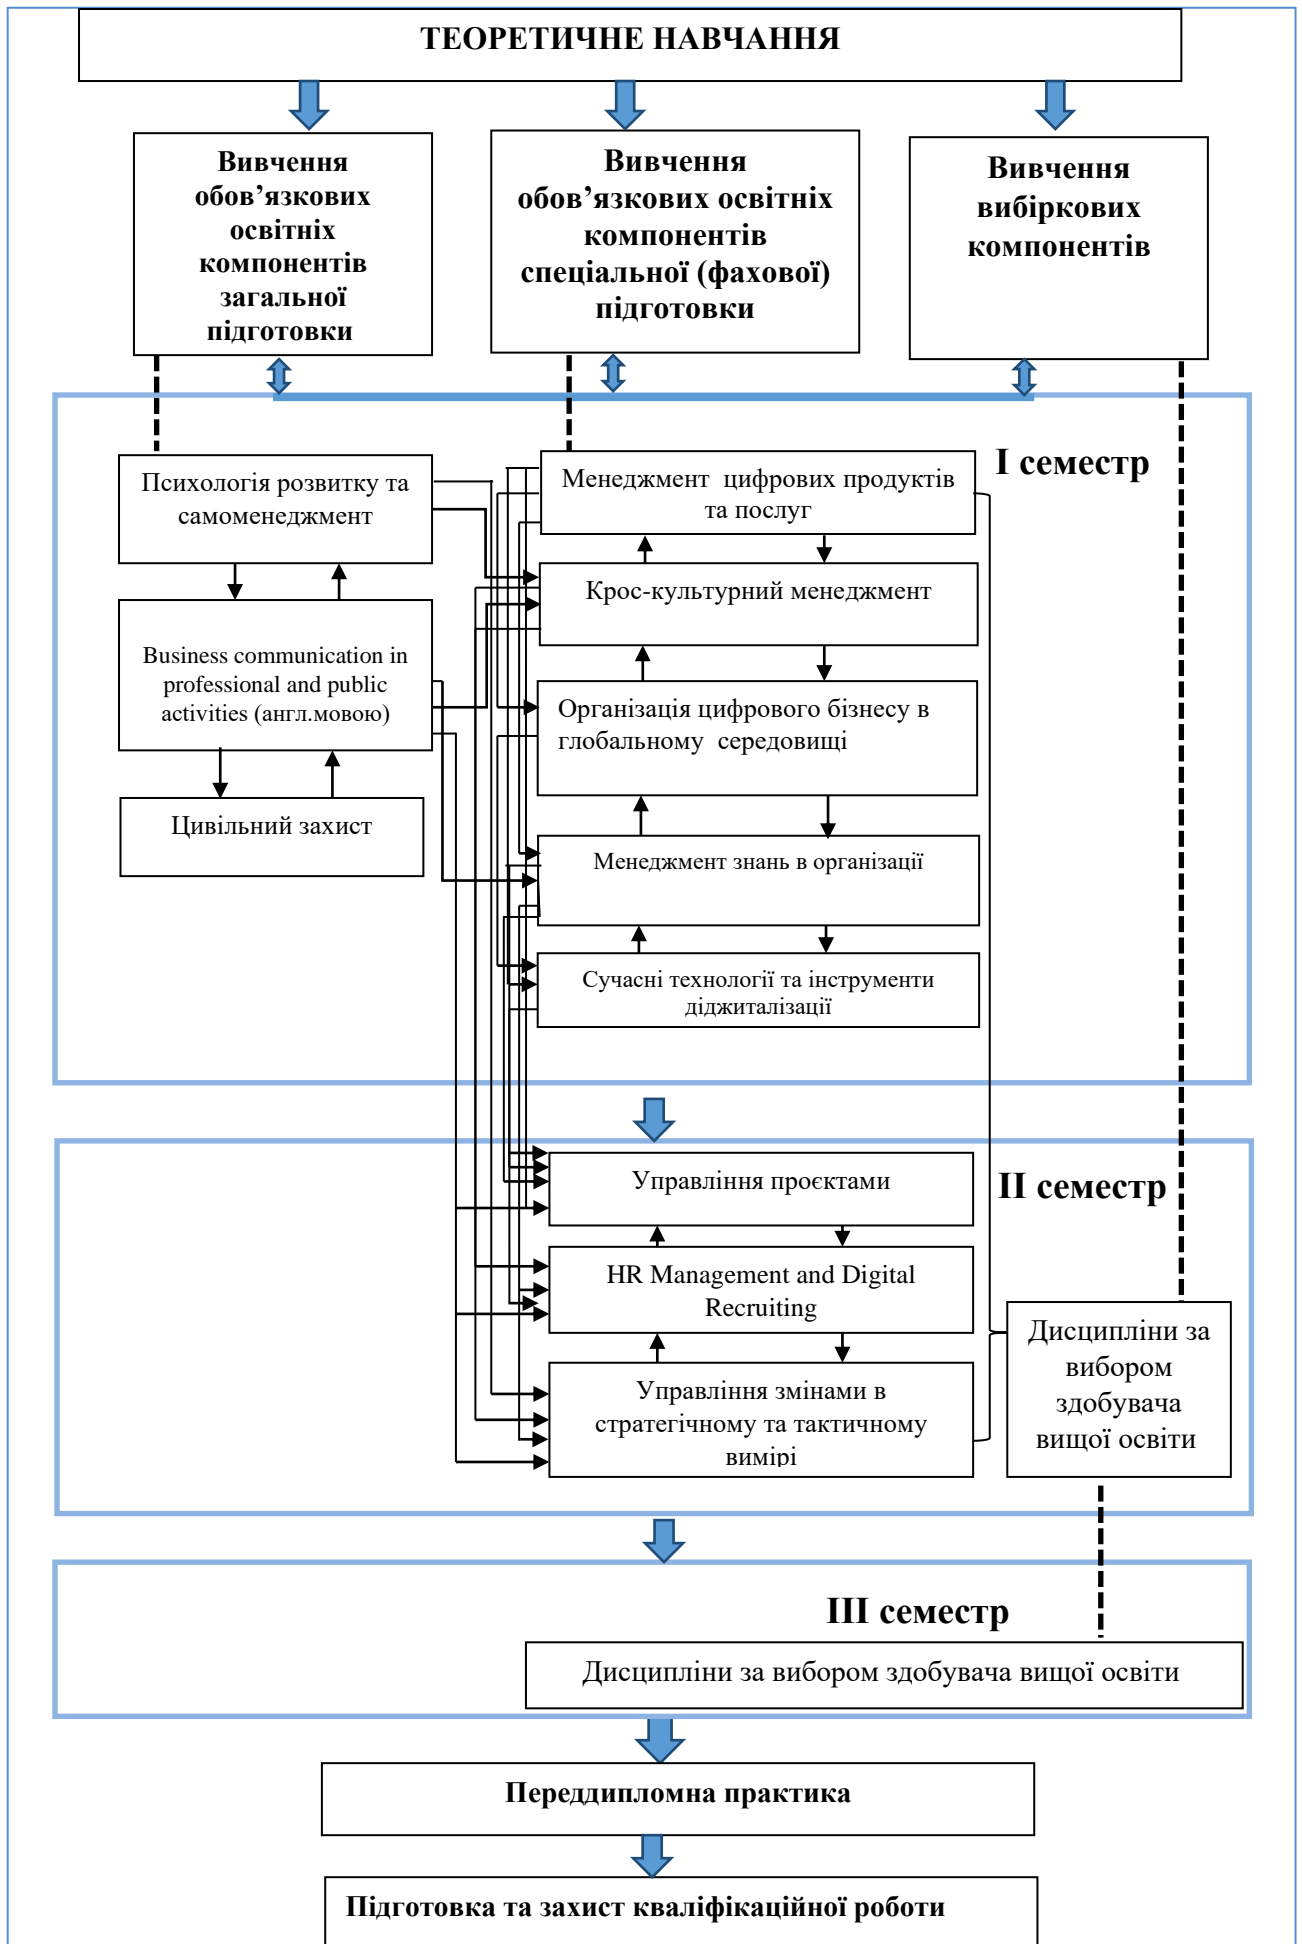 ТЕОРЕТИЧНЕ НАВЧАННЯ
Вивчення
обов’язкових
освітніх
компонентів
загальної
підготовки
Вивчення
обов’язкових освітніх
компонентів
спеціальної (фахової)
підготовки
Вивчення
вибіркових
компонентів
І семестр
Психологія розвитку та
самоменеджмент
Business communication in
professional and public
activities (англ.мовою)
Цивільний захист
Менеджмент цифрових продуктів
та послуг
Крос-культурний менеджмент
Організація цифрового бізнесу в
глобальному середовищі
Менеджмент знань в організації
Сучасні технології та інструменти
діджиталізації
ІІ семестр
Управління проєктами
HR Management and Digital
Recruiting
Управління змінами в
стратегічному та тактичному
вимірі
Дисципліни за
вибором
здобувача
вищої освіти
ІІІ семестр
Дисципліни за вибором здобувача вищої освіти
Переддипломна практика
Підготовка та захист кваліфікаційної роботи